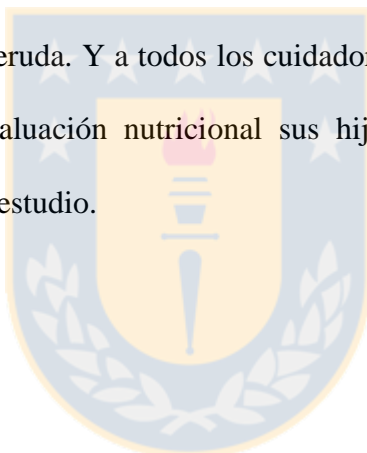 eruda. Y a todos los cuidador
aluación nutricional sus hij
estudio.